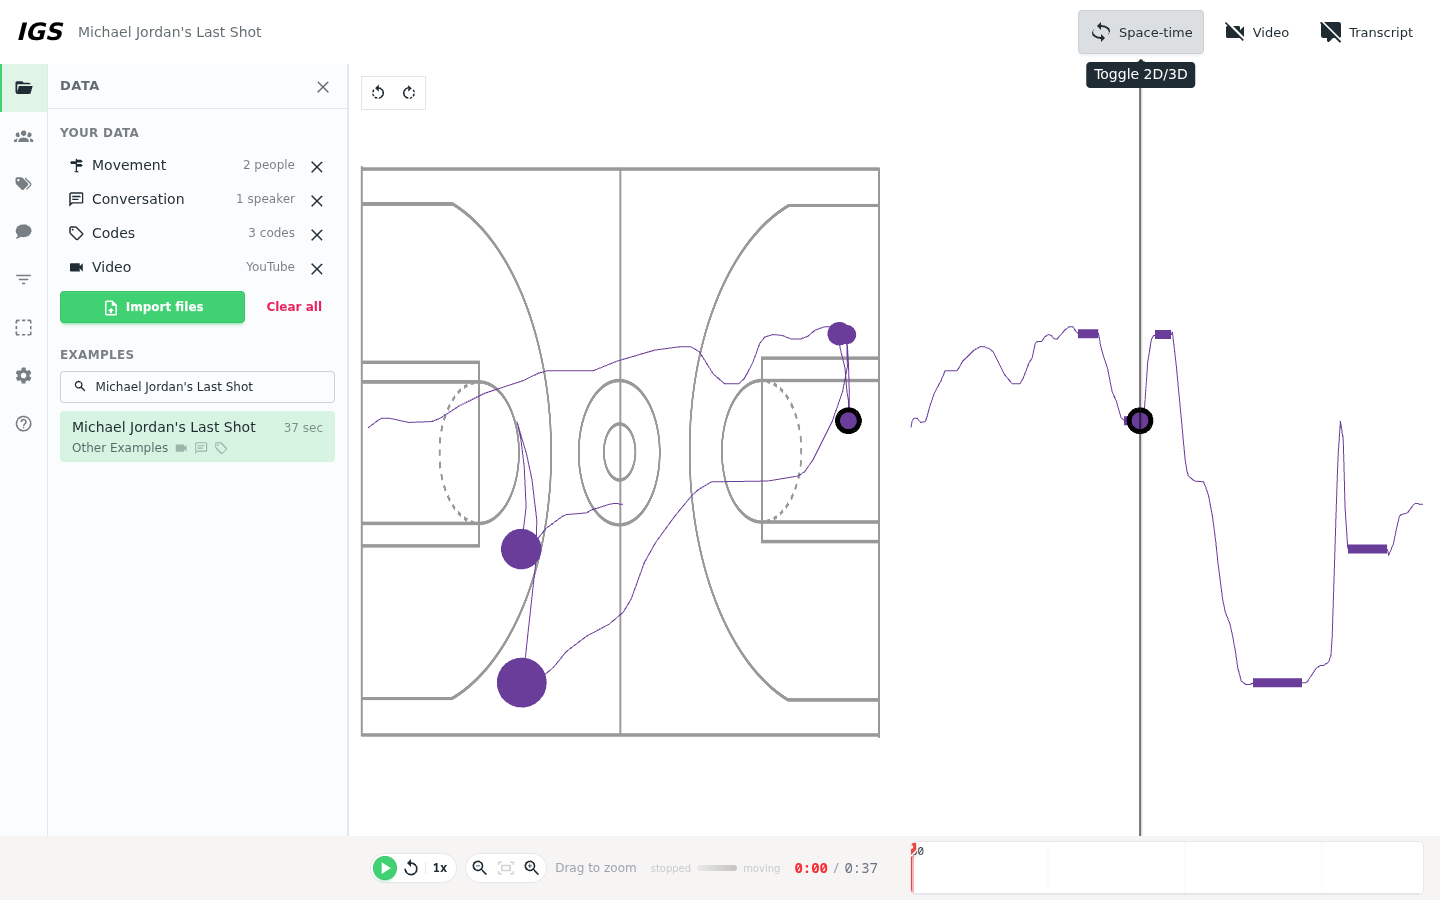 IGS Michael Jordan's Last Shot Space-time Video Transcript
Toggle 2D/3D
DATA
YOUR DATA
Movement 2 people
Conversation 1 speaker
Codes 3 codes
Video YouTube
Import files Clear all
EXAMPLES
Michael Jordan's Last Shot
Michael Jordan's Last Shot 37 sec
Other Examples
1x Drag to zoom stopped moving 0:00 / 0:37
0